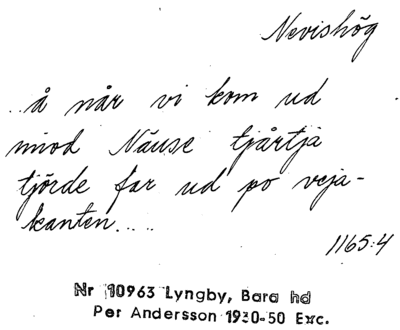 Nevishög
..å når vi kom ud
mod Näuse tjårtja
tjörde far ud po veja-
kanten....
1165:4
Nr 10963 Lyngby, Bara hd
Per Andersson 1930-50 Exc.